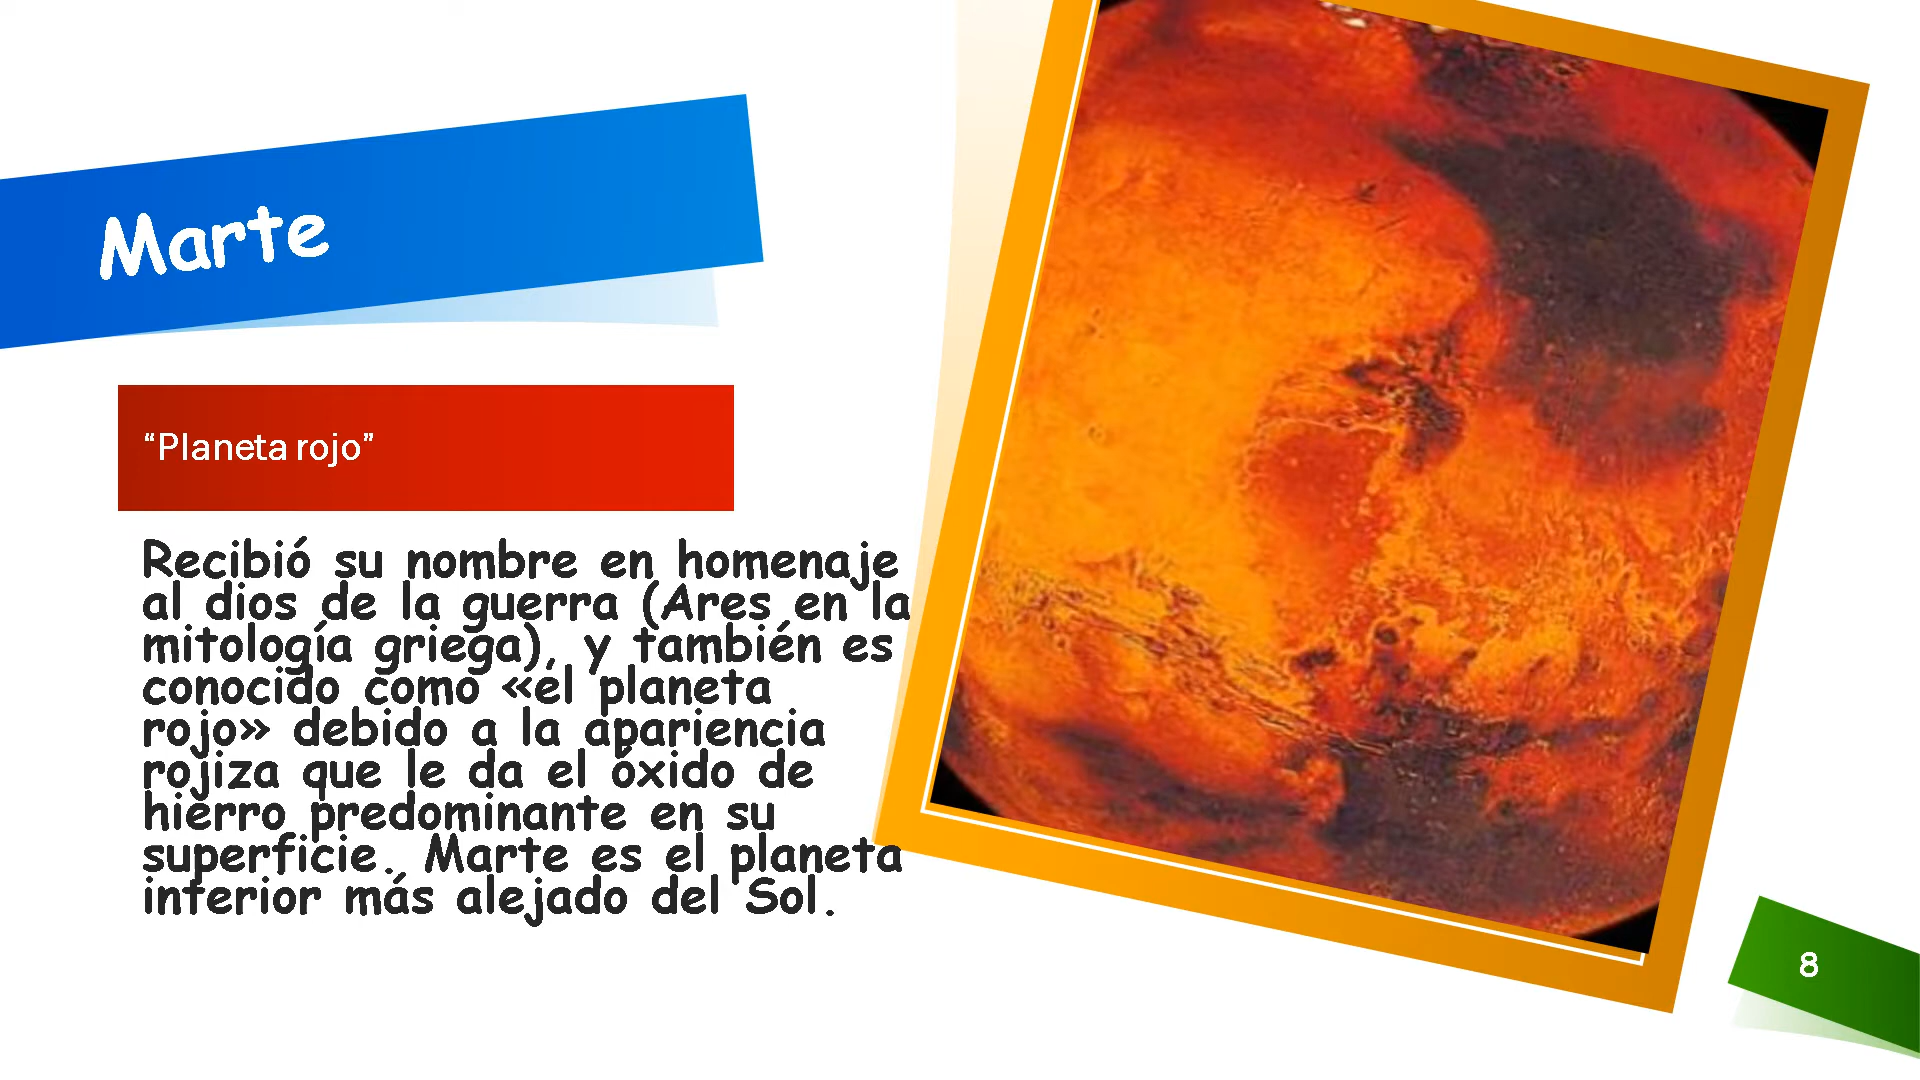 Marte
“Planeta rojo”
Recibió su nombre en homenaje
al dios de la guerra (Ares en la
mitología griega), y también es
conocido como «el planeta
rojo» debido a la apariencia
rojiza que le da el óxido de
hierro predominante en su
superficie. Marte es el planeta
interior más alejado del Sol.
8